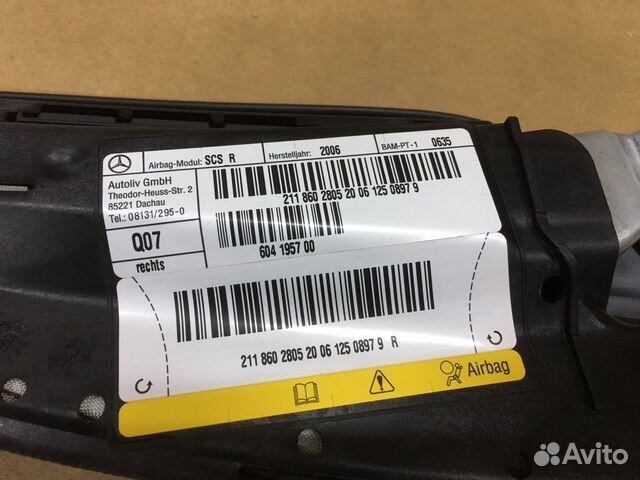 Airbag-Modul: SCS R Herstelljahr: 2006 BAM-PT-1 0635
Autoliv GmbH
Theodor-Heuss-Str. 2
85221 Dachau
Tel.: 08131/295-0
211 860 2805 20 06 125 0897 9
Q07
604 1957 00
rechts
211 860 2805 20 06 125 0897 9 R
Airbag
Avito